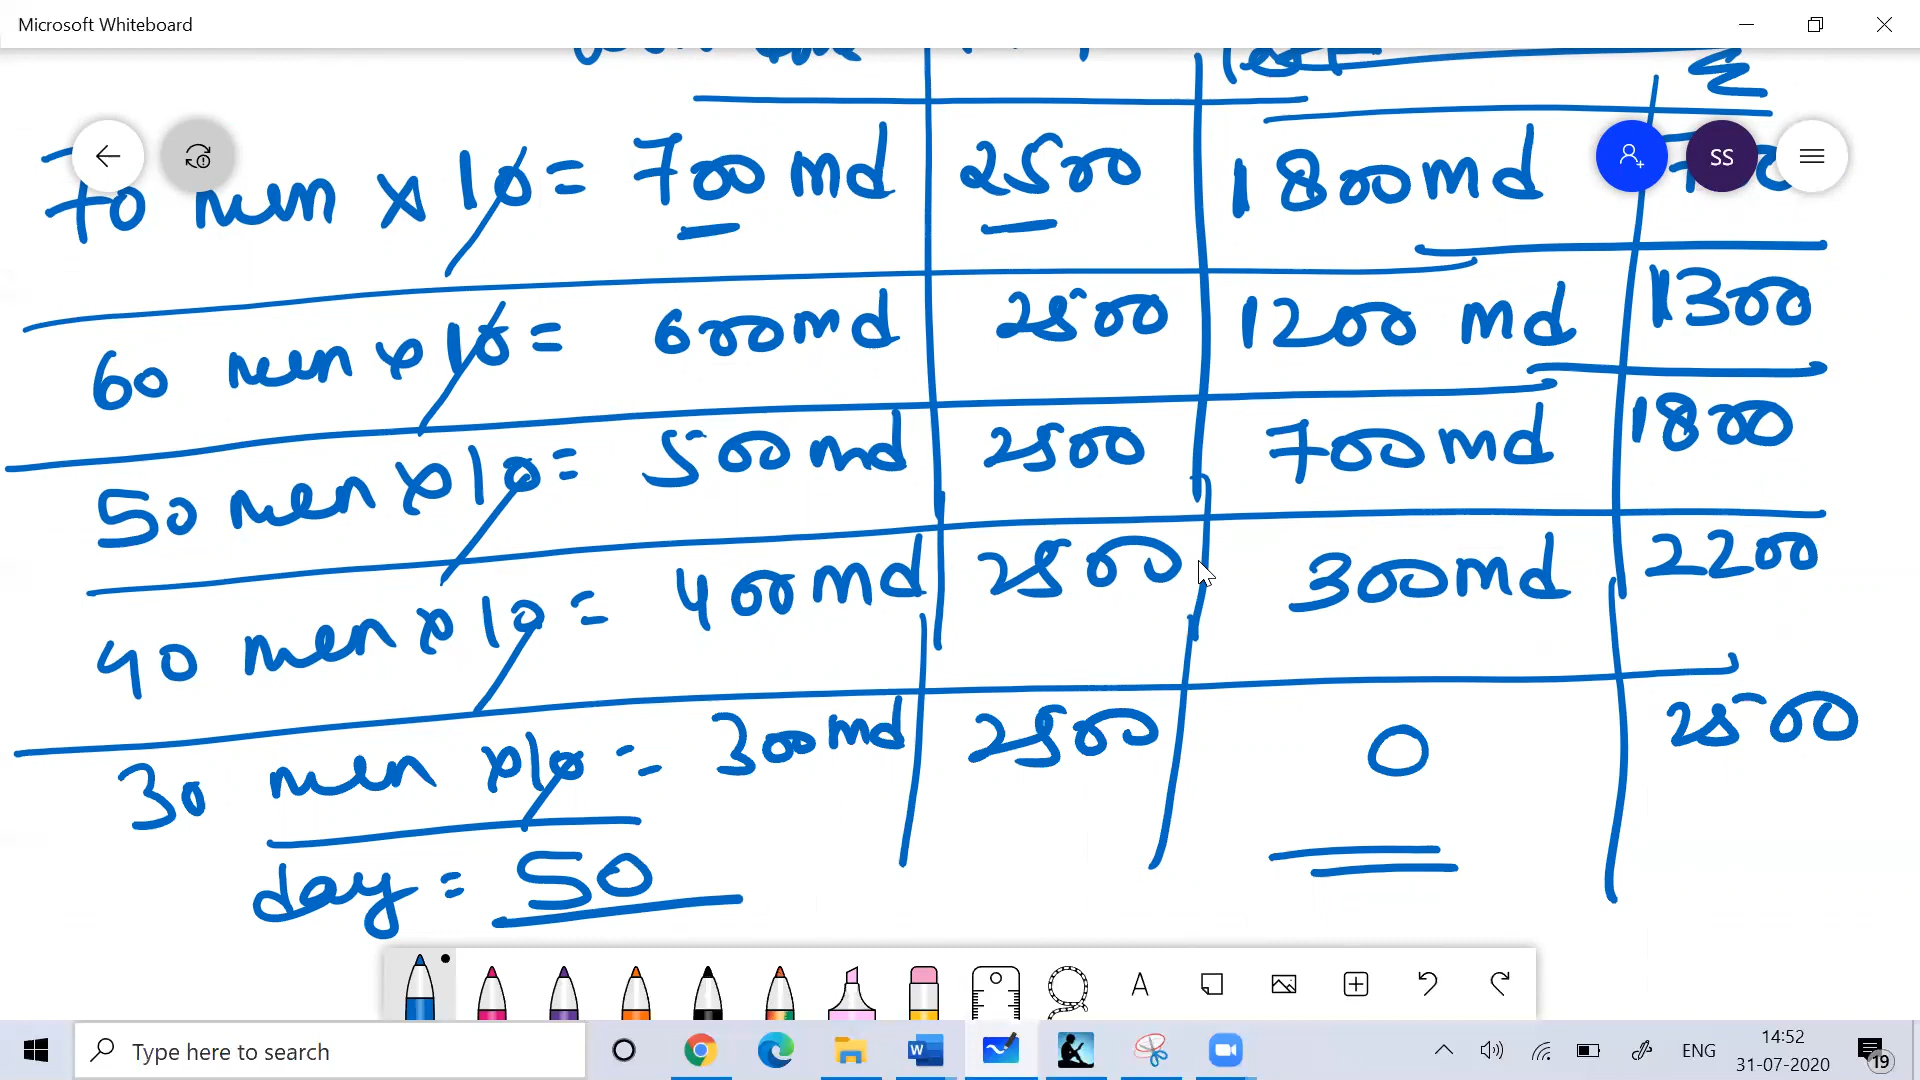 Microsoft Whiteboard
70 men x 10 = 700 md 2500 1800 md
SS
60 men x 10 = 600 md 2500 1200 md 1300
50 men x 10 = 500 md 2500 700 md 1800
40 men x 10 = 400 md 2500 300 md 2200
30 men x 10 = 300 md 2500 0 2500
day = 50
A
Type here to search
W
ENG
14:52
31-07-2020
19